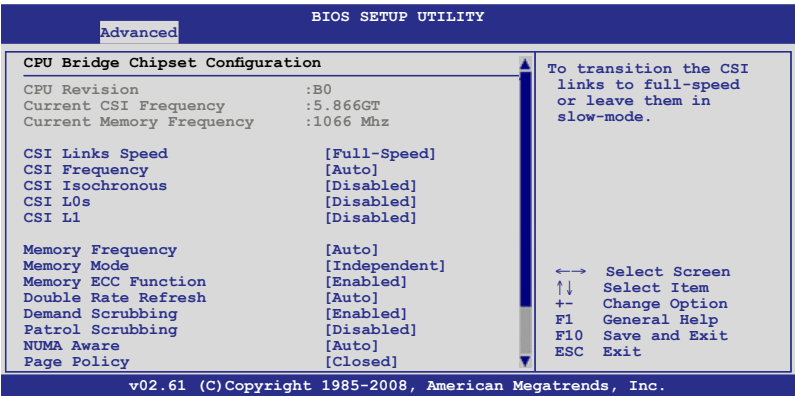 BIOS SETUP UTILITY
Advanced
CPU Bridge Chipset Configuration
CPU Revision :B0
Current CSI Frequency :5.866GT
Current Memory Frequency :1066 Mhz
CSI Links Speed [Full-Speed]
CSI Frequency [Auto]
CSI Isochronous [Disabled]
CSI L0s [Disabled]
CSI L1 [Disabled]
Memory Frequency [Auto]
Memory Mode [Independent]
Memory ECC Function [Enabled]
Double Rate Refresh [Auto]
Demand Scrubbing [Enabled]
Patrol Scrubbing [Disabled]
NUMA Aware [Auto]
Page Policy [Closed]
To transition the CSI
links to full-speed
or leave them in
slow-mode.
←→ Select Screen
↑↓ Select Item
+- Change Option
F1 General Help
F10 Save and Exit
ESC Exit
v02.61 (C)Copyright 1985-2008, American Megatrends, Inc.